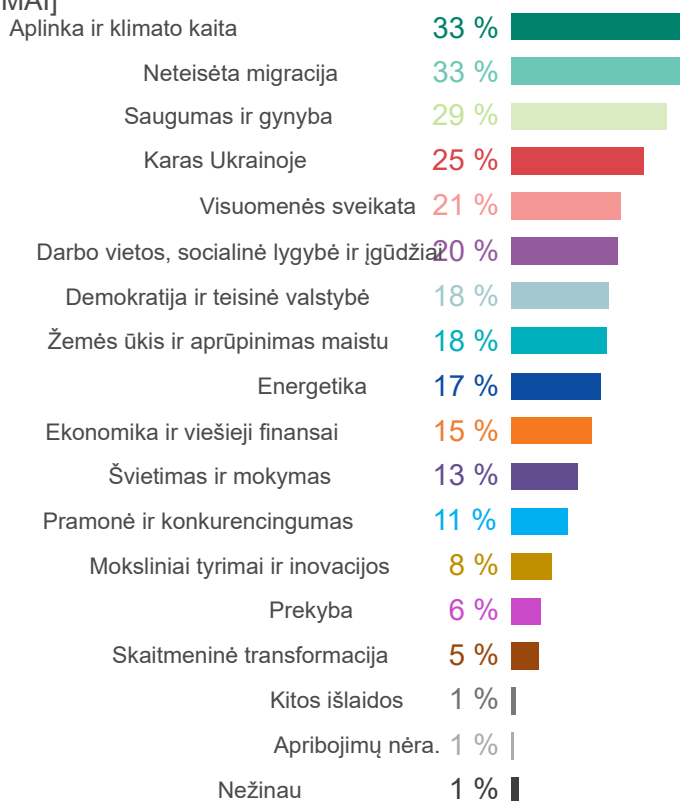 MAI]
Aplinka ir klimato kaita 33 %
Neteisėta migracija 33 %
Saugumas ir gynyba 29 %
Karas Ukrainoje 25 %
Visuomenės sveikata 21 %
Darbo vietos, socialinė lygybė ir įgūdžiai 20 %
Demokratija ir teisinė valstybė 18 %
Žemės ūkis ir aprūpinimas maistu 18 %
Energetika 17 %
Ekonomika ir viešieji finansai 15 %
Švietimas ir mokymas 13 %
Pramonė ir konkurencingumas 11 %
Moksliniai tyrimai ir inovacijos 8 %
Prekyba 6 %
Skaitmeninė transformacija 5 %
Kitos išlaidos 1 %
Apribojimų nėra. 1 %
Nežinau 1 %